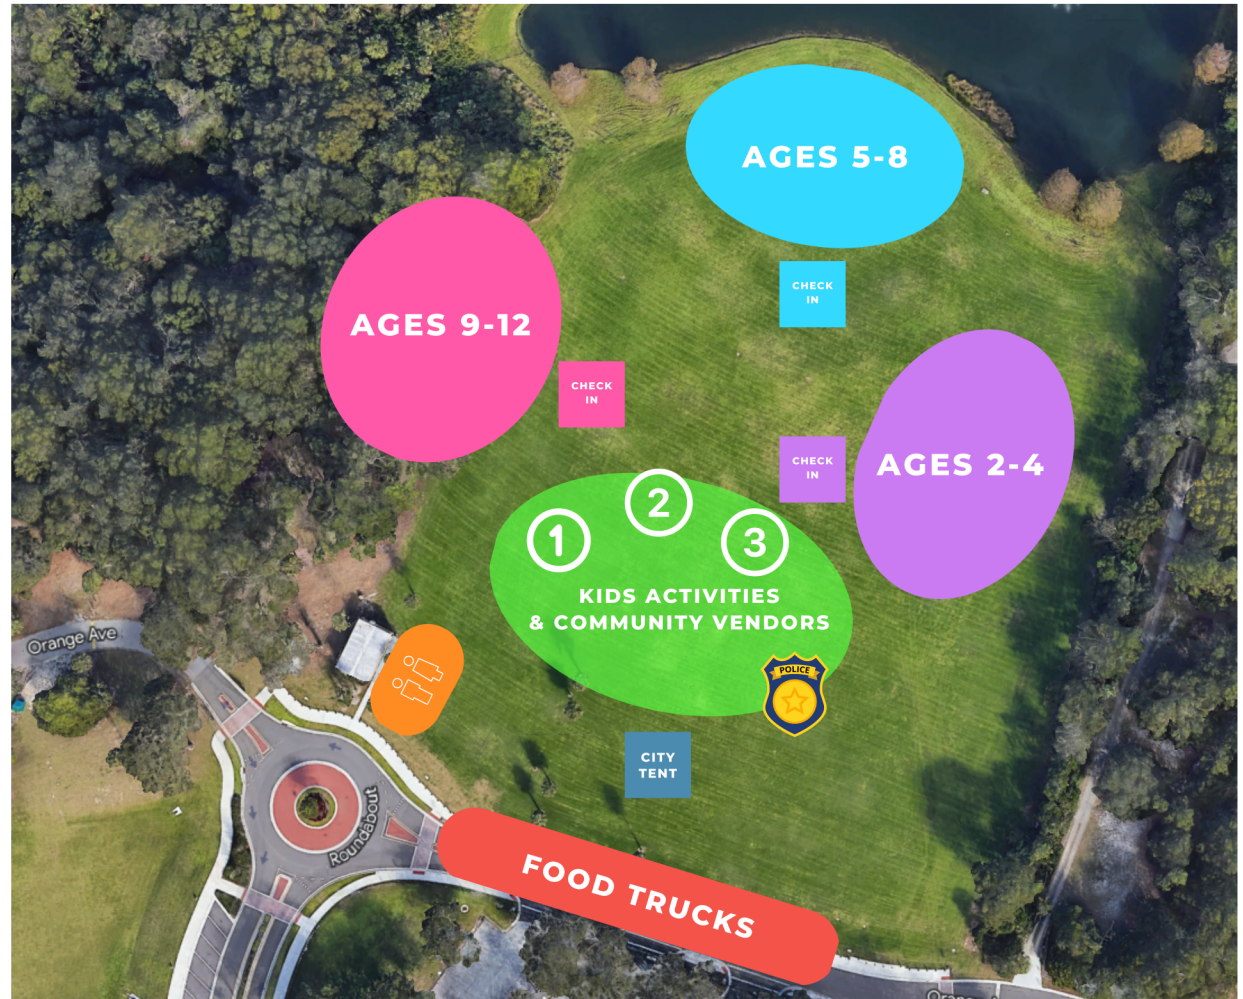 AGES 5-8
CHECK
IN
AGES 9-12
CHECK
IN
AGES 2-4
CHECK
IN
1
2
3
KIDS ACTIVITIES
& COMMUNITY VENDORS
POLICE
Orange Ave
CITY
TENT
Roundabout
FOOD TRUCKS